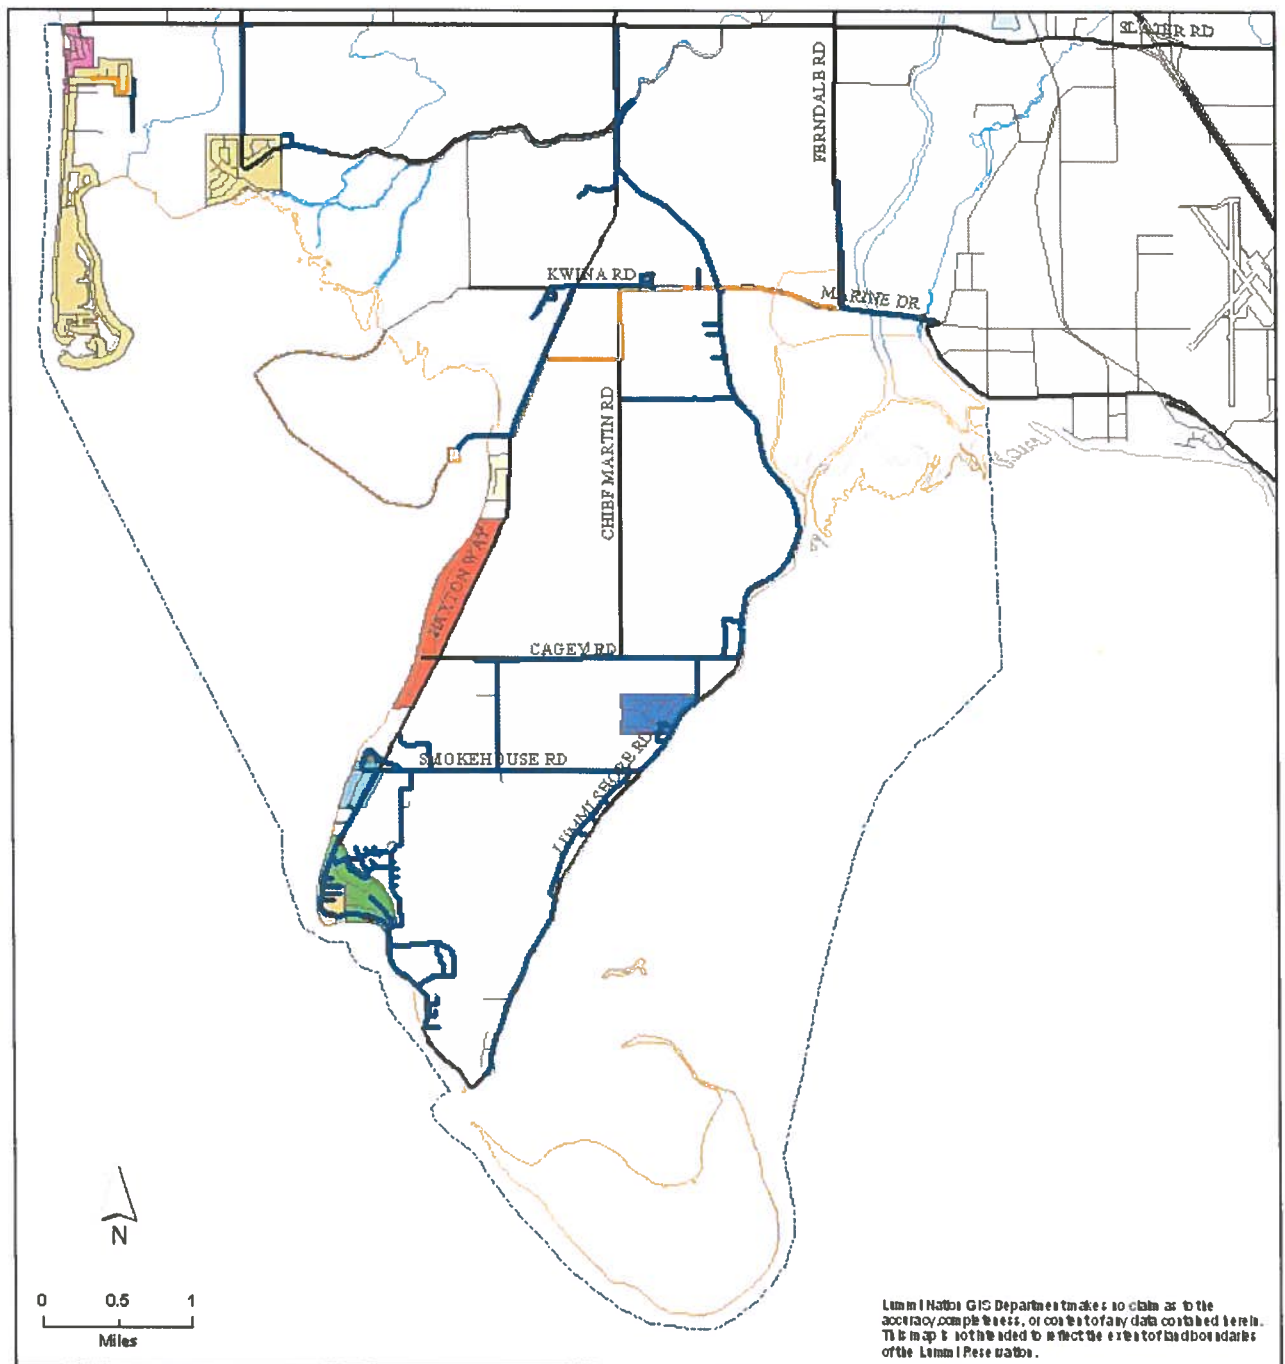 SLATER RD
FERNDALE RD
KWINA RD
MARINE DR
CHIEF MARTIN RD
HAXTON WAY
CAGEY RD
SMOKEHOUSE RD
LUMMI SHORE RD
N
0 0.5 1
Miles
Lummi Nation GIS Department makes no claim as to the
accuracy, completeness, or content of any data contained herein.
This map is not intended to reflect the extent of land boundaries
of the Lummi Reservation.